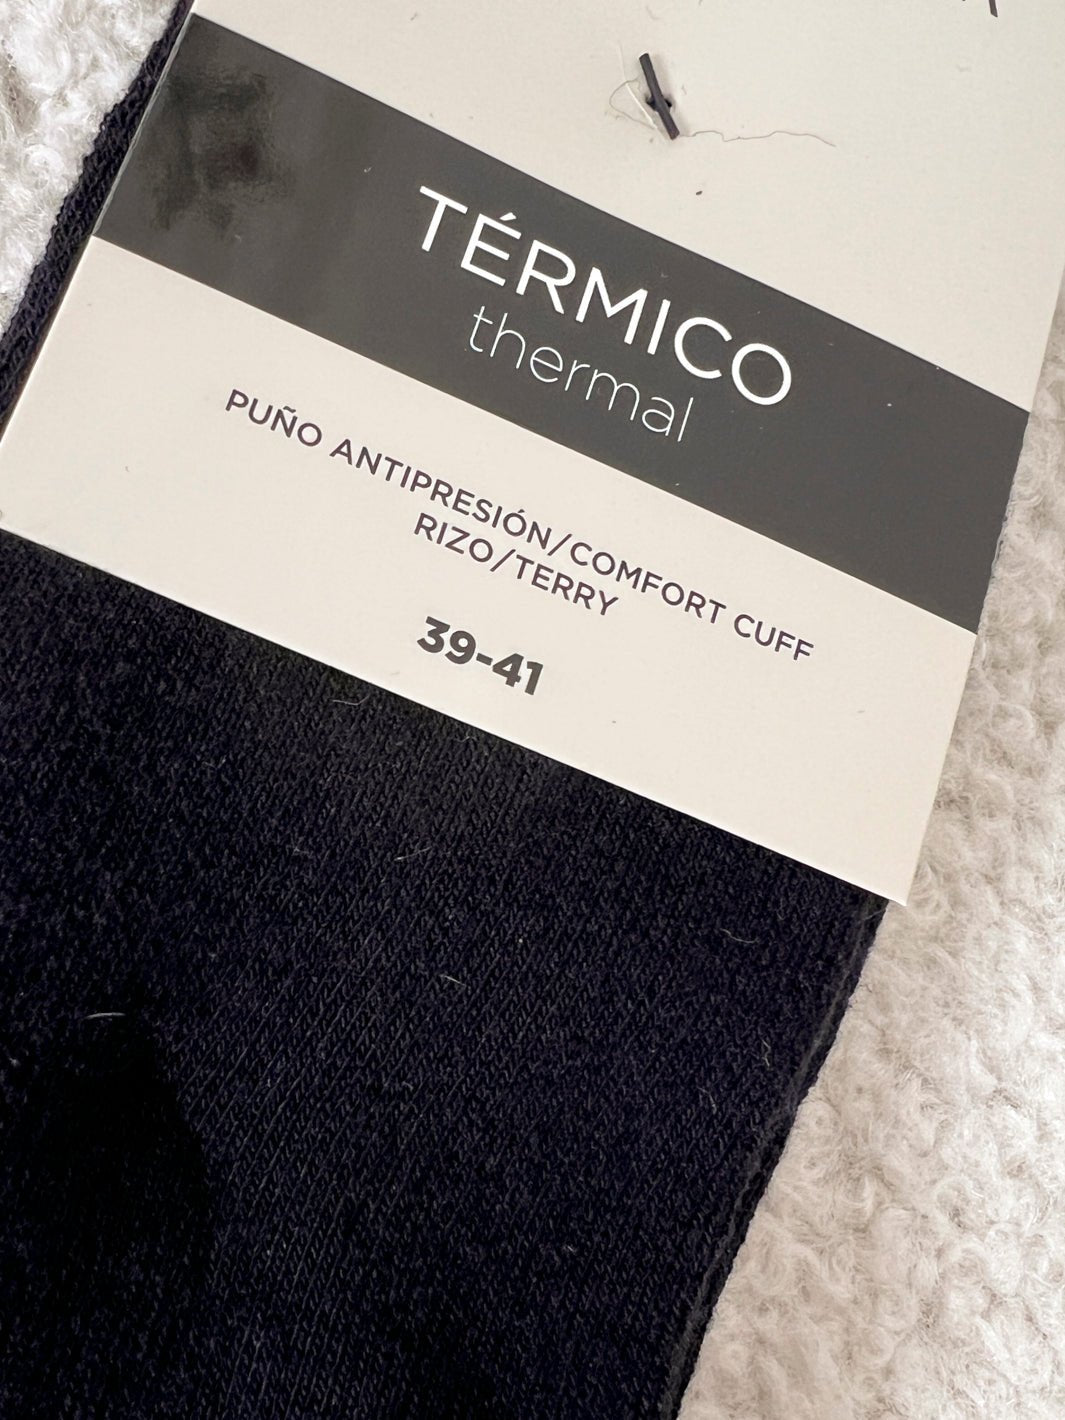 TÉRMICO
thermal
PUÑO ANTIPRESIÓN/COMFORT CUFF
RIZO/TERRY
39-41